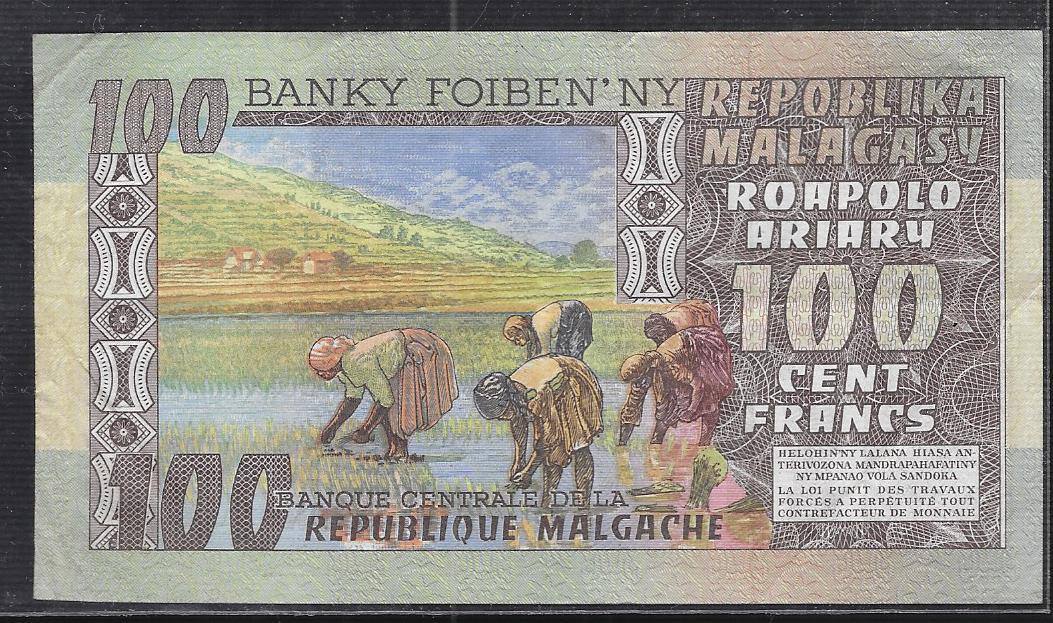 100
BANKY FOIBEN'NY
REPOBLIKA
MALAGASY
ROAPOLO
ARIARY
100
CENT
FRANCS
HELOHIN'NY LALANA HIASA AN-
TERIVOZONA MANDRAPAHAFATINY
NY MPANAO VOLA SANDOKA
LA LOI PUNIT DES TRAVAUX
FORCÉS A PERPÉTUITÉ TOUT
CONTREFACTEUR DE MONNAIE
100
BANQUE CENTRALE DE LA
REPUBLIQUE MALGACHE